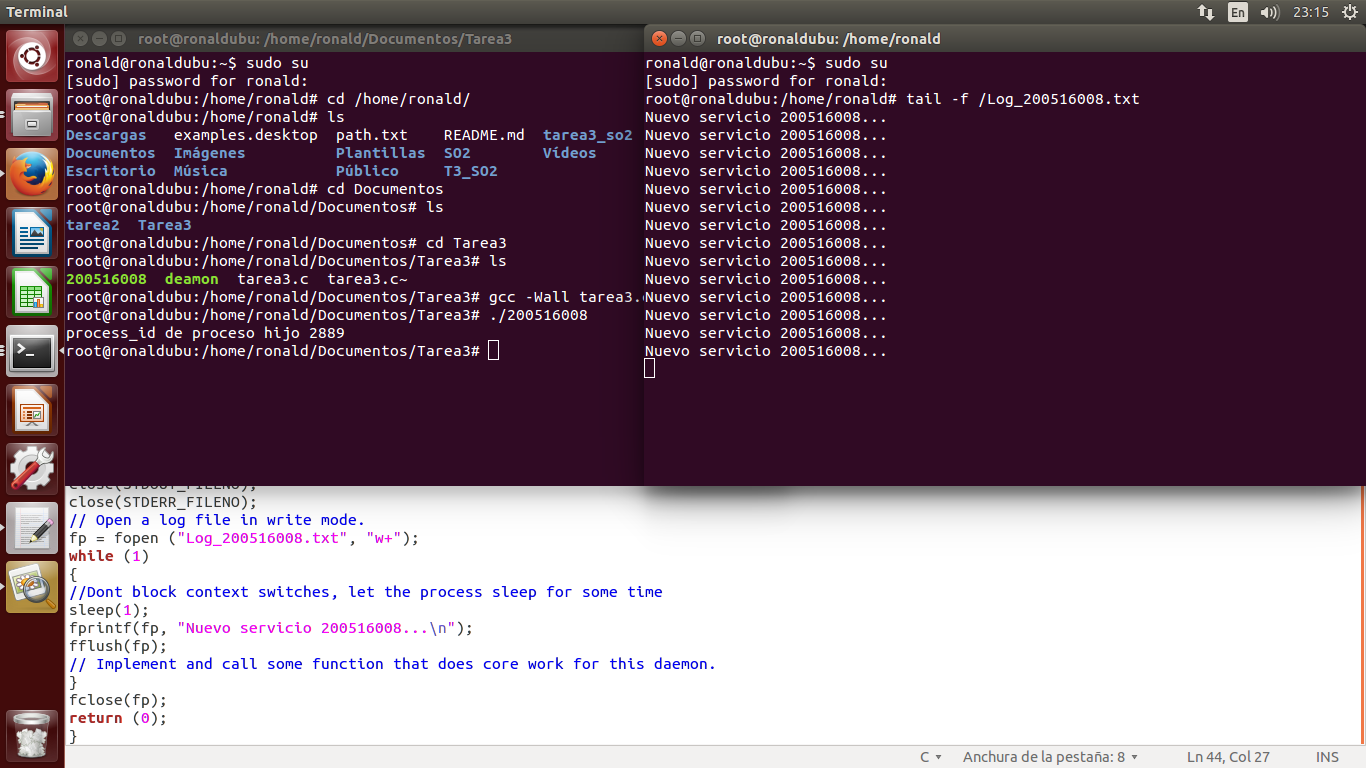 Terminal
En
23:15
root@ronaldubu: /home/ronald/Documentos/Tarea3
ronald@ronaldubu:~$ sudo su
[sudo] password for ronald:
root@ronaldubu:/home/ronald# cd /home/ronald/
root@ronaldubu:/home/ronald# ls
Descargas examples.desktop path.txt README.md tarea3_so2
Documentos Imágenes Plantillas SO2 Vídeos
Escritorio Música Público T3_SO2
root@ronaldubu:/home/ronald# cd Documentos
root@ronaldubu:/home/ronald/Documentos# ls
tarea2 Tarea3
root@ronaldubu:/home/ronald/Documentos# cd Tarea3
root@ronaldubu:/home/ronald/Documentos/Tarea3# ls
200516008 deamon tarea3.c tarea3.c~
root@ronaldubu:/home/ronald/Documentos/Tarea3# gcc -Wall tarea3.
root@ronaldubu:/home/ronald/Documentos/Tarea3# ./200516008
process_id de proceso hijo 2889
root@ronaldubu:/home/ronald/Documentos/Tarea3#
root@ronaldubu: /home/ronald
ronald@ronaldubu:~$ sudo su
[sudo] password for ronald:
root@ronaldubu:/home/ronald# tail -f /Log_200516008.txt
Nuevo servicio 200516008...
Nuevo servicio 200516008...
Nuevo servicio 200516008...
Nuevo servicio 200516008...
Nuevo servicio 200516008...
Nuevo servicio 200516008...
Nuevo servicio 200516008...
Nuevo servicio 200516008...
Nuevo servicio 200516008...
Nuevo servicio 200516008...
Nuevo servicio 200516008...
Nuevo servicio 200516008...
Nuevo servicio 200516008...
Nuevo servicio 200516008...
close(STDOUT_FILENO);
close(STDERR_FILENO);
// Open a log file in write mode.
fp = fopen ("Log_200516008.txt", "w+");
while (1)
{
//Dont block context switches, let the process sleep for some time
sleep(1);
fprintf(fp, "Nuevo servicio 200516008...\n");
fflush(fp);
// Implement and call some function that does core work for this daemon.
}
fclose(fp);
return (0);
}
C
Anchura de la pestaña: 8
Ln 44, Col 27
INS